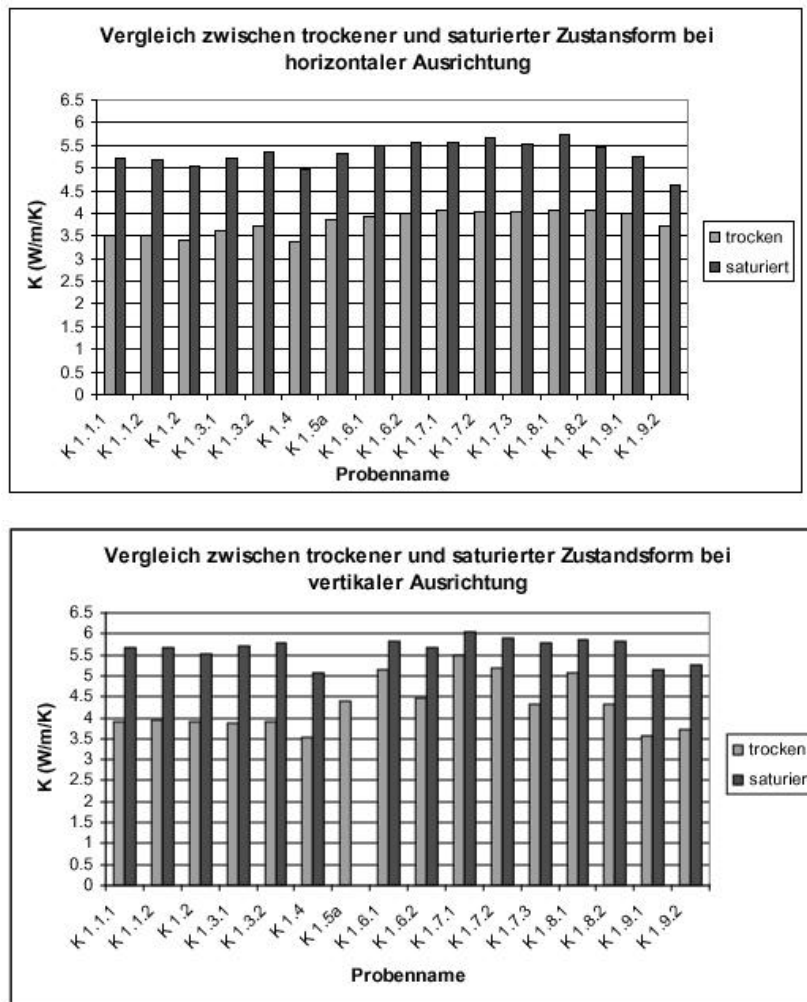 Vergleich zwischen trockener und saturierter Zustansform bei
horizontaler Ausrichtung
K (W/m/K)
6.5
6
5.5
5
4.5
4
3.5
3
2.5
2
1.5
1
0.5
0
trocken
saturiert
K 1.1.1
K 1.1.2
K 1.2
K 1.3.1
K 1.3.2
K 1.4
K 1.5a
K 1.6.1
K 1.6.2
K 1.7.1
K 1.7.2
K 1.7.3
K 1.8.1
K 1.8.2
K 1.9.1
K 1.9.2
Probenname
Vergleich zwischen trockener und saturierter Zustandsform bei
vertikaler Ausrichtung
K (W/m/K)
6.5
6
5.5
5
4.5
4
3.5
3
2.5
2
1.5
1
0.5
0
trocken
saturiert
K 1.1.1
K 1.1.2
K 1.2
K 1.3.1
K 1.3.2
K 1.4
K 1.5a
K 1.6.1
K 1.6.2
K 1.7.1
K 1.7.2
K 1.7.3
K 1.8.1
K 1.8.2
K 1.9.1
K 1.9.2
Probenname